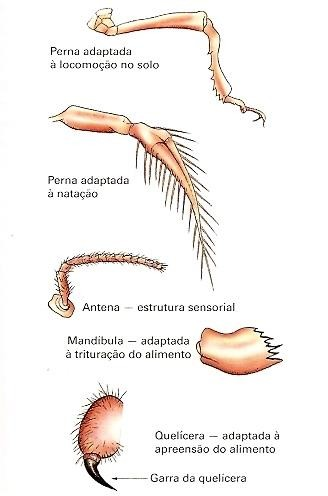 Perna adaptada
à locomoção no solo
Perna adaptada
à natação
Antena — estrutura sensorial
Mandíbula — adaptada
à trituração do alimento
Quelícera — adaptada à
apreensão do alimento
Garra da quelícera